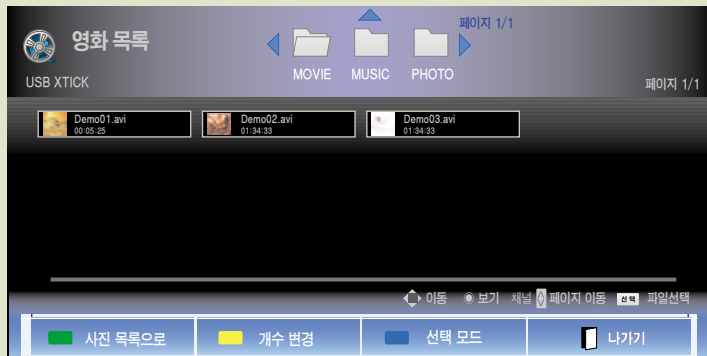 영화 목록
페이지 1/1
MOVIE MUSIC PHOTO
USB XTICK
페이지 1/1
Demo01.avi
00:05:25
Demo02.avi
01:34:33
Demo03.avi
01:34:33
이동 보기 채널 페이지 이동 선택 파일선택
사진 목록으로 개수 변경 선택 모드 나가기